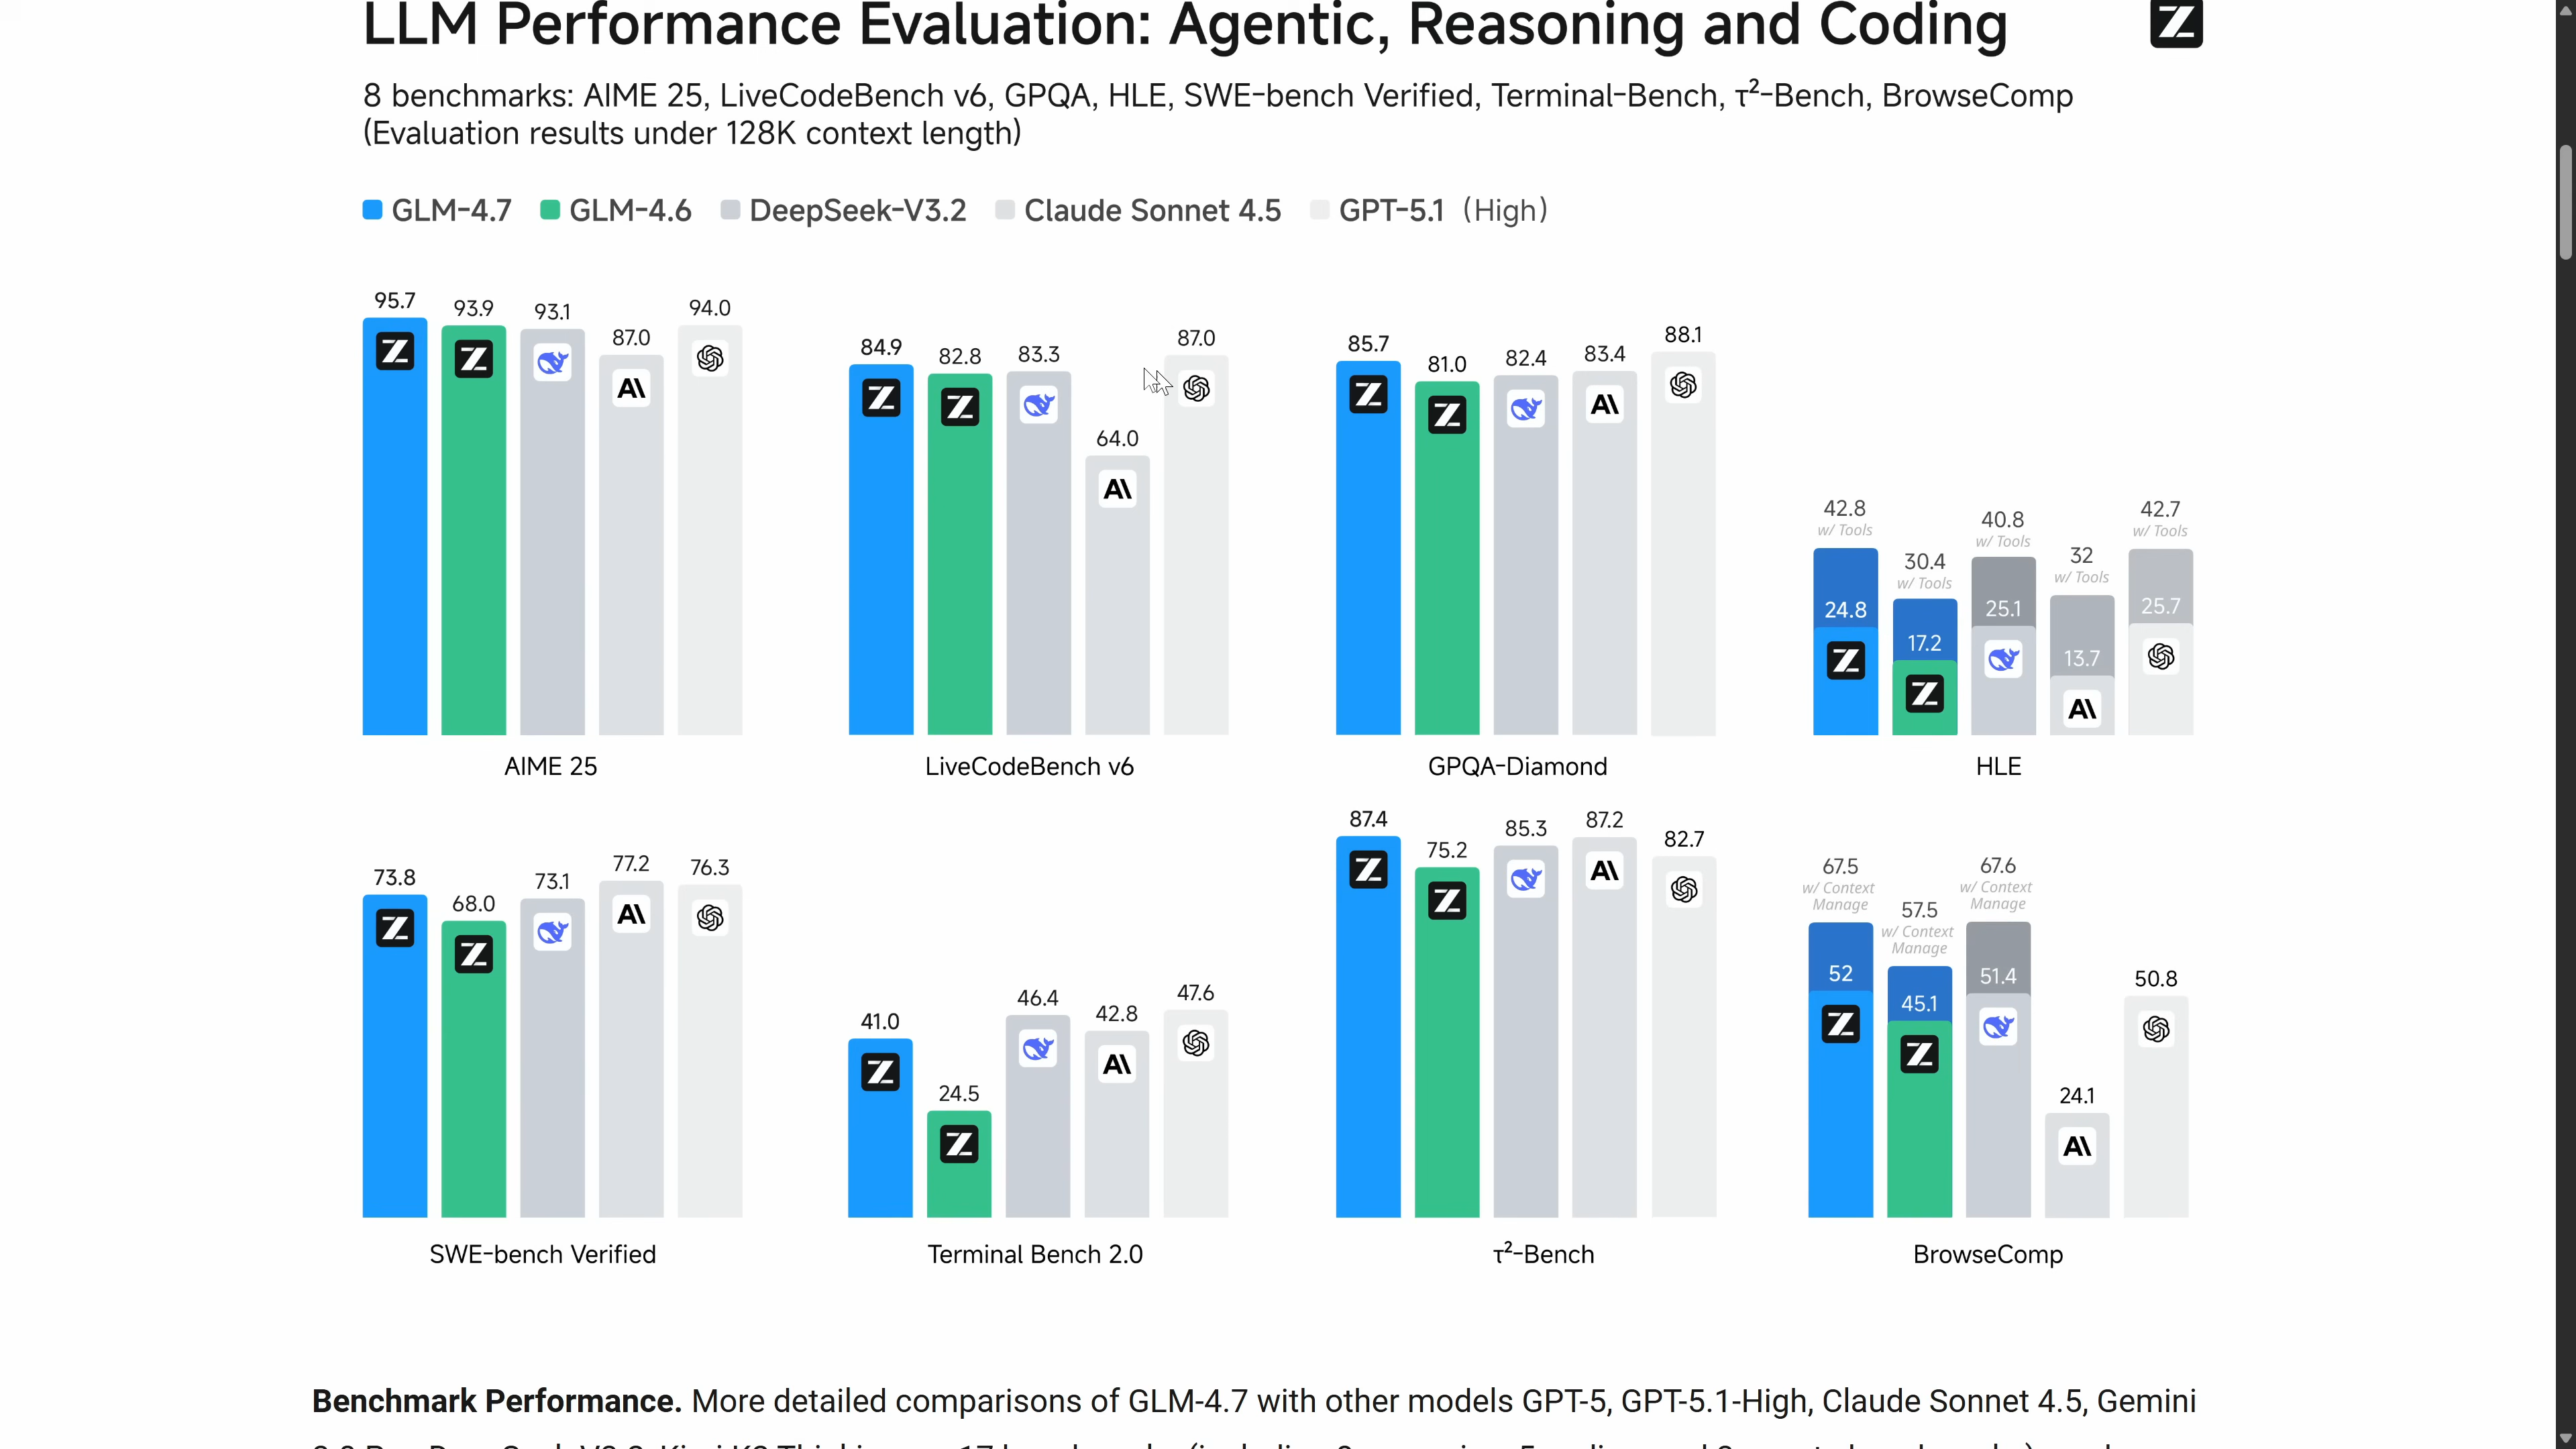 LLM Performance Evaluation: Agentic, Reasoning and Coding
8 benchmarks: AIME 25, LiveCodeBench v6, GPQA, HLE, SWE-bench Verified, Terminal-Bench, τ²-Bench, BrowseComp
(Evaluation results under 128K context length)
GLM-4.7 GLM-4.6 DeepSeek-V3.2 Claude Sonnet 4.5 GPT-5.1 (High)
95.7 93.9 93.1 87.0 94.0
AIME 25
84.9 82.8 83.3 64.0 87.0
LiveCodeBench v6
85.7 81.0 82.4 83.4 88.1
GPQA-Diamond
42.8 30.4 40.8 32 42.7
w/ Tools w/ Tools w/ Tools w/ Tools w/ Tools
24.8 17.2 25.1 13.7 25.7
HLE
73.8 68.0 73.1 77.2 76.3
SWE-bench Verified
41.0 24.5 46.4 42.8 47.6
Terminal Bench 2.0
87.4 75.2 85.3 87.2 82.7
τ²-Bench
67.5 57.5 67.6
w/ Context w/ Context w/ Context
Manage Manage Manage
52 45.1 51.4 24.1 50.8
BrowseComp
Benchmark Performance. More detailed comparisons of GLM-4.7 with other models GPT-5, GPT-5.1-High, Claude Sonnet 4.5, Gemini